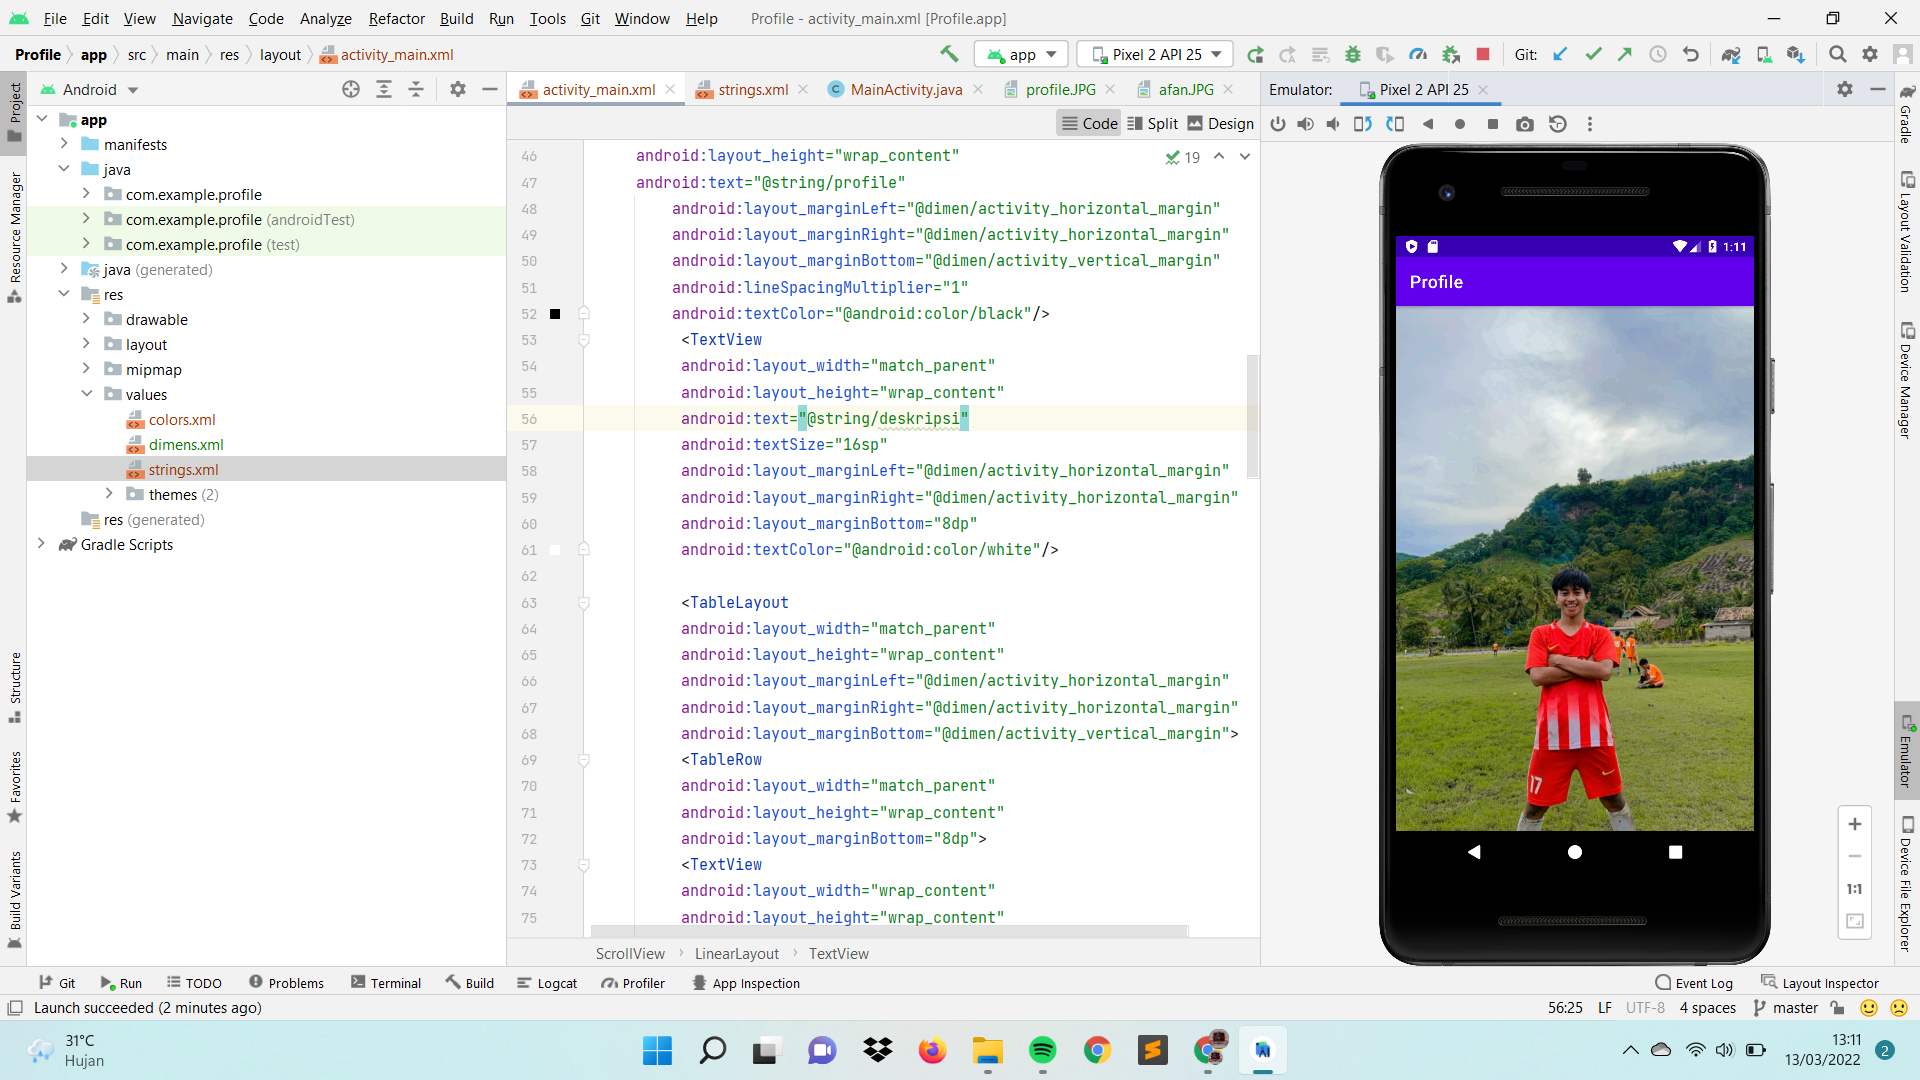 File Edit View Navigate Code Analyze Refactor Build Run Tools Git Window Help Profile - activity_main.xml [Profile.app]
Profile app src main res layout activity_main.xml app Pixel 2 API 25 Git:
Android activity_main.xml strings.xml MainActivity.java profile.JPG afan.JPG Emulator: Pixel 2 API 25
Code Split Design
Project
Resource Manager
Structure
Favorites
Build Variants
app
manifests
java
com.example.profile
com.example.profile (androidTest)
com.example.profile (test)
java (generated)
res
drawable
layout
mipmap
values
colors.xml
dimens.xml
strings.xml
themes (2)
res (generated)
Gradle Scripts
19
46 android:layout_height="wrap_content"
47 android:text="@string/profile"
48 android:layout_marginLeft="@dimen/activity_horizontal_margin"
49 android:layout_marginRight="@dimen/activity_horizontal_margin"
50 android:layout_marginBottom="@dimen/activity_vertical_margin"
51 android:lineSpacingMultiplier="1"
52 android:textColor="@android:color/black"/>
53 <TextView
54 android:layout_width="match_parent"
55 android:layout_height="wrap_content"
56 android:text="@string/deskripsi"
57 android:textSize="16sp"
58 android:layout_marginLeft="@dimen/activity_horizontal_margin"
59 android:layout_marginRight="@dimen/activity_horizontal_margin"
60 android:layout_marginBottom="8dp"
61 android:textColor="@android:color/white"/>
62
63 <TableLayout
64 android:layout_width="match_parent"
65 android:layout_height="wrap_content"
66 android:layout_marginLeft="@dimen/activity_horizontal_margin"
67 android:layout_marginRight="@dimen/activity_horizontal_margin"
68 android:layout_marginBottom="@dimen/activity_vertical_margin">
69 <TableRow
70 android:layout_width="match_parent"
71 android:layout_height="wrap_content"
72 android:layout_marginBottom="8dp">
73 <TextView
74 android:layout_width="wrap_content"
75 android:layout_height="wrap_content"
ScrollView LinearLayout TextView
1:11
Profile
17
1:1
Gradle
Layout Validation
Device Manager
Emulator
Device File Explorer
Git Run TODO Problems Terminal Build Logcat Profiler App Inspection Event Log Layout Inspector
Launch succeeded (2 minutes ago) 56:25 LF UTF-8 4 spaces master
31°C
Hujan
13:11
13/03/2022
2